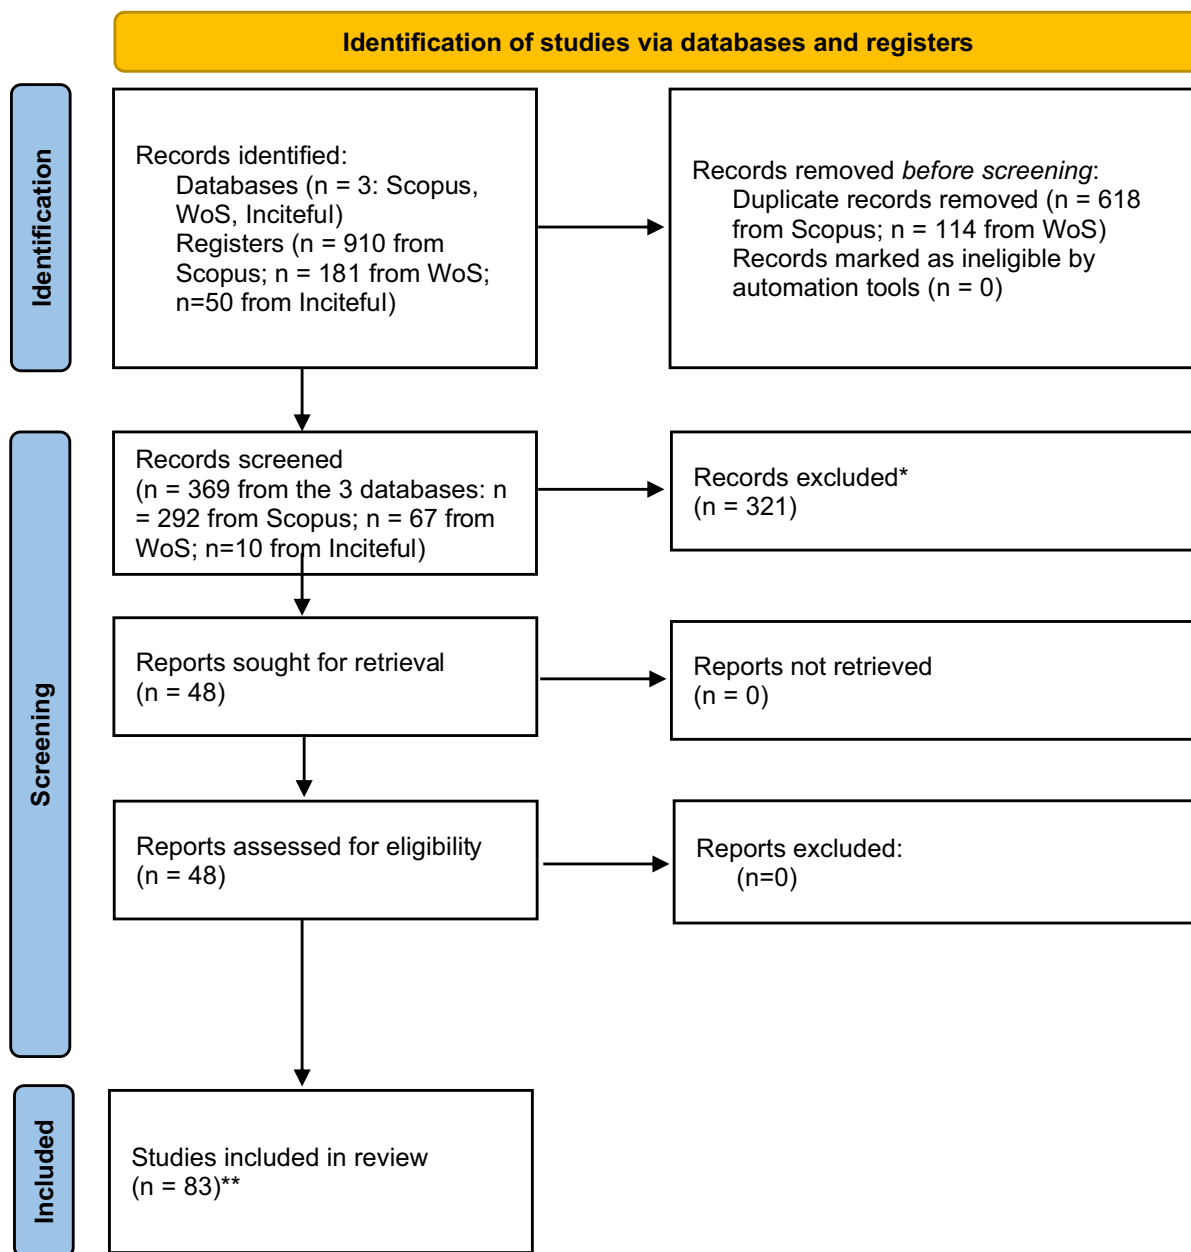 Identification of studies via databases and registers
Identification
Records identified:
Databases (n = 3: Scopus,
WoS, Inciteful)
Registers (n = 910 from
Scopus; n = 181 from WoS;
n=50 from Inciteful)
Records removed before screening:
Duplicate records removed (n = 618
from Scopus; n = 114 from WoS)
Records marked as ineligible by
automation tools (n = 0)
Screening
Records screened
(n = 369 from the 3 databases: n
= 292 from Scopus; n = 67 from
WoS; n=10 from Inciteful)
Records excluded*
(n = 321)
Reports sought for retrieval
(n = 48)
Reports not retrieved
(n = 0)
Reports assessed for eligibility
(n = 48)
Reports excluded:
(n=0)
Included
Studies included in review
(n = 83)**